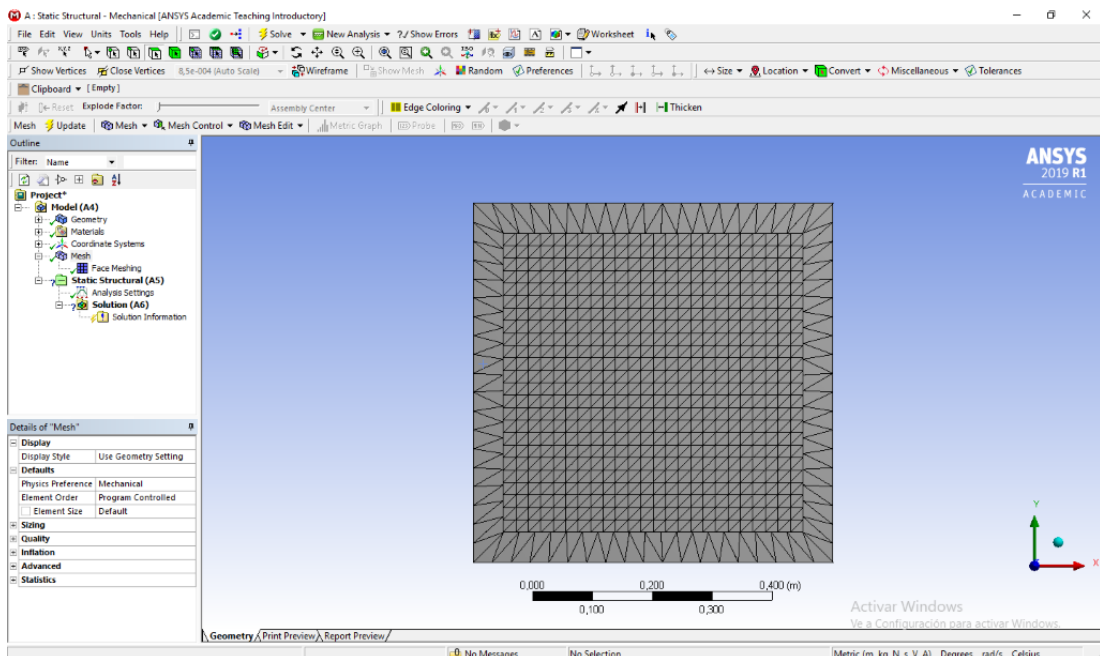 A : Static Structural - Mechanical [ANSYS Academic Teaching Introductory]
File Edit View Units Tools Help Solve New Analysis ?/ Show Errors Worksheet
Show Vertices Close Vertices 8,5e-004 (Auto Scale) Wireframe Show Mesh Random Preferences Size Location Convert Miscellaneous Tolerances
Clipboard [Empty]
Reset Explode Factor: Assembly Center Edge Coloring Thicken
Mesh Update Mesh Mesh Control Mesh Edit Metric Graph Probe
Outline
Filter: Name
Project*
Model (A4)
Geometry
Materials
Coordinate Systems
Mesh
Face Meshing
Static Structural (A5)
Analysis Settings
Solution (A6)
Solution Information
Details of "Mesh"
Display
Display Style Use Geometry Setting
Defaults
Physics Preference Mechanical
Element Order Program Controlled
Element Size Default
Sizing
Quality
Inflation
Advanced
Statistics
ANSYS
2019 R1
ACADEMIC
Y
X
0,000 0,200 0,400 (m)
0,100 0,300
Activar Windows
Ve a Configuración para activar Windows.
Geometry Print Preview Report Preview
No Messages No Selection Metric (m, kg, N, s, V, A) Degrees rad/s Celsius